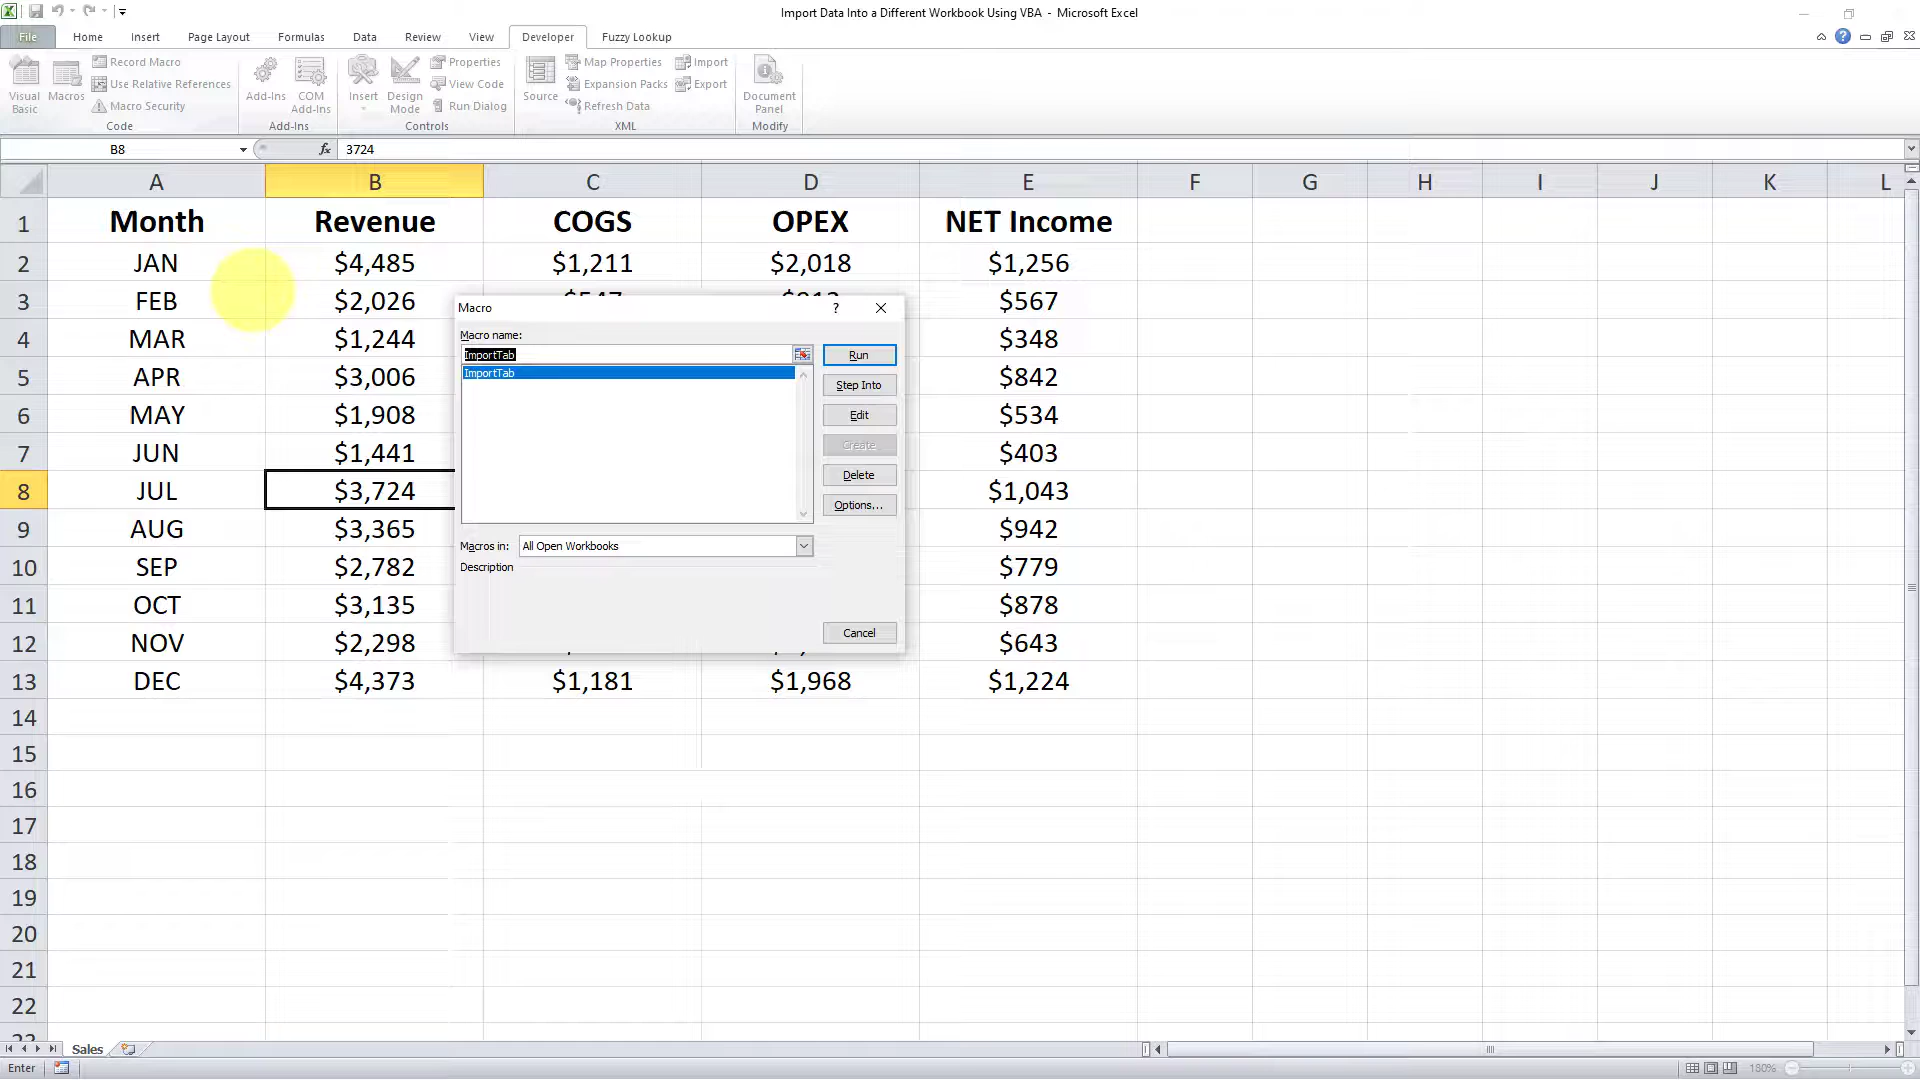 Import Data Into a Different Workbook Using VBA - Microsoft Excel
File Home Insert Page Layout Formulas Data Review View Developer Fuzzy Lookup
Visual Basic
Macros
Record Macro
Use Relative References
Macro Security
Code
Add-Ins
COM Add-Ins
Add-Ins
Insert
Design Mode
Properties
View Code
Run Dialog
Controls
Source
Map Properties
Expansion Packs
Refresh Data
Import
Export
XML
Document Panel
Modify
B8 fx 3724
A B C D E F G H I J K L
1 Month Revenue COGS OPEX NET Income
2 JAN $4,485 $1,211 $2,018 $1,256
3 FEB $2,026 $567
4 MAR $1,244 $348
5 APR $3,006 $842
6 MAY $1,908 $534
7 JUN $1,441 $403
8 JUL $3,724 $1,043
9 AUG $3,365 $942
10 SEP $2,782 $779
11 OCT $3,135 $878
12 NOV $2,298 $643
13 DEC $4,373 $1,181 $1,968 $1,224
14
15
16
17
18
19
20
21
22
Macro ?
Macro name:
ImportTab
ImportTab
Run
Step Into
Edit
Create
Delete
Options...
Macros in: All Open Workbooks
Description
Cancel
Sales
Enter 180%